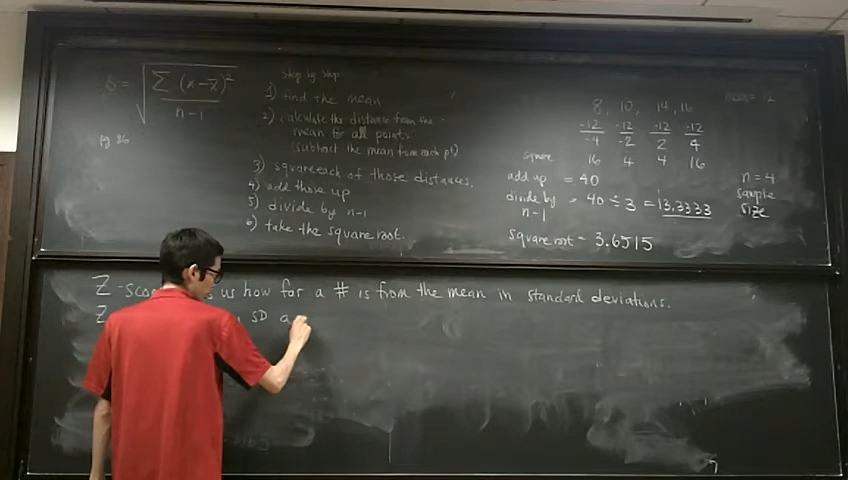 s = √ Σ (x-x̄)² / n-1
pg 86
Step by Step
1) find the mean
2) calculate the distance from the
mean for all points
(subtract the mean from each pt)
3) square each of those distances.
4) add those up
5) divide by n-1
6) take the square root.
8, 10, 14, 16
mean = 12
-12 -12 -12 -12
-4 -2 2 4
square 16 4 4 16
add up = 40
divide by n-1 = 40 ÷ 3 = 13.3333
square root = 3.6515
n = 4
sample
size
Z-sco us how far a # is from the mean in standard deviations.
Z SD a